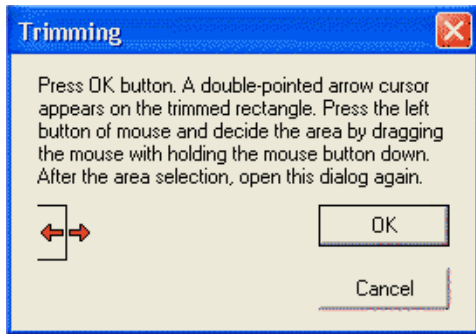 Trimming
Press OK button. A double-pointed arrow cursor
appears on the trimmed rectangle. Press the left
button of mouse and decide the area by dragging
the mouse with holding the mouse button down.
After the area selection, open this dialog again.
OK
Cancel